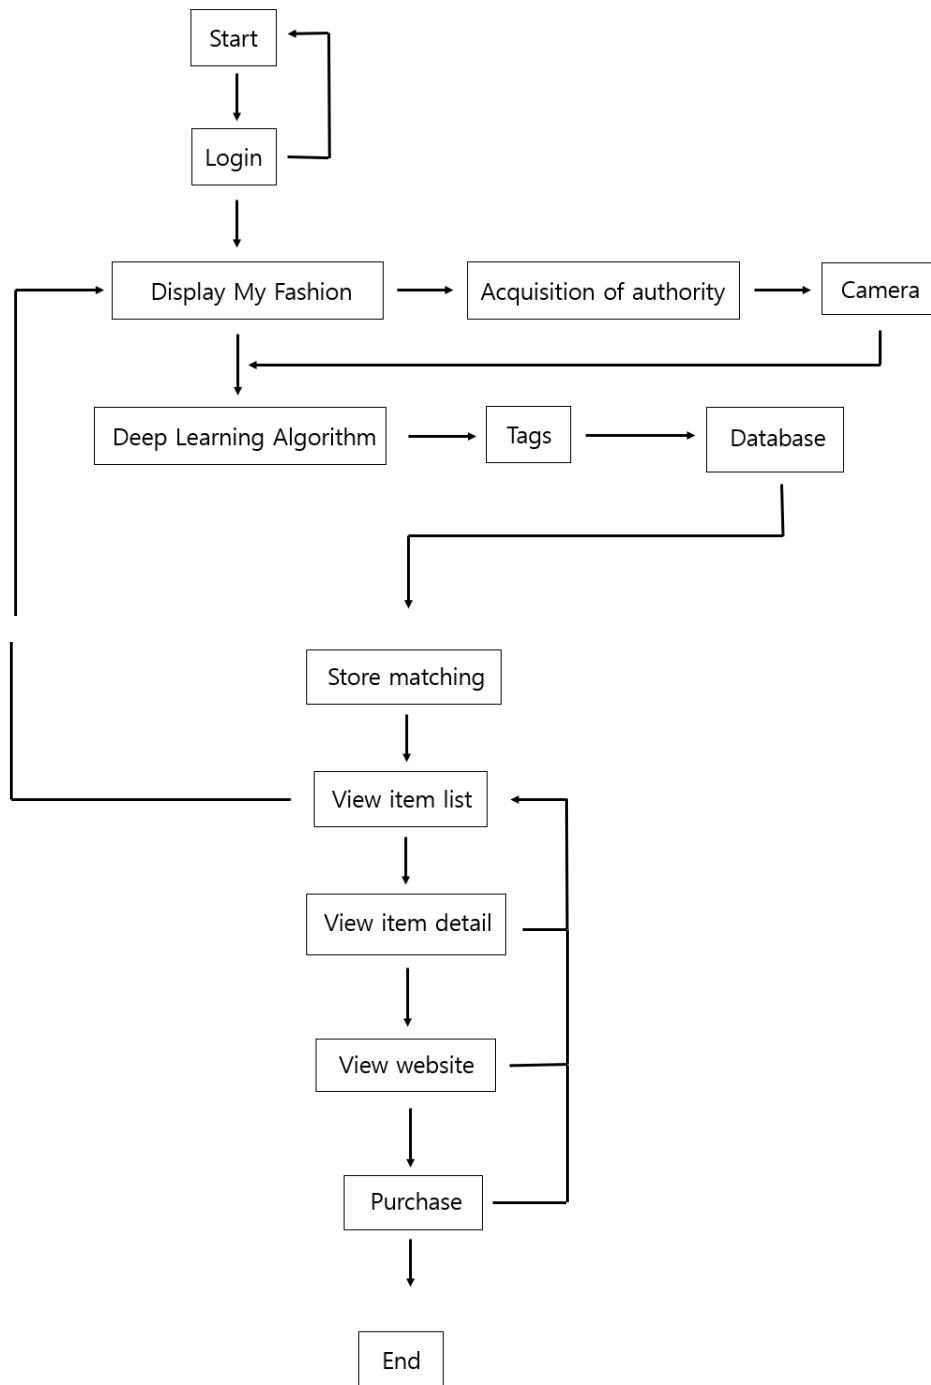 Start
Login
Display My Fashion
Acquisition of authority
Camera
Deep Learning Algorithm
Tags
Database
Store matching
View item list
View item detail
View website
Purchase
End